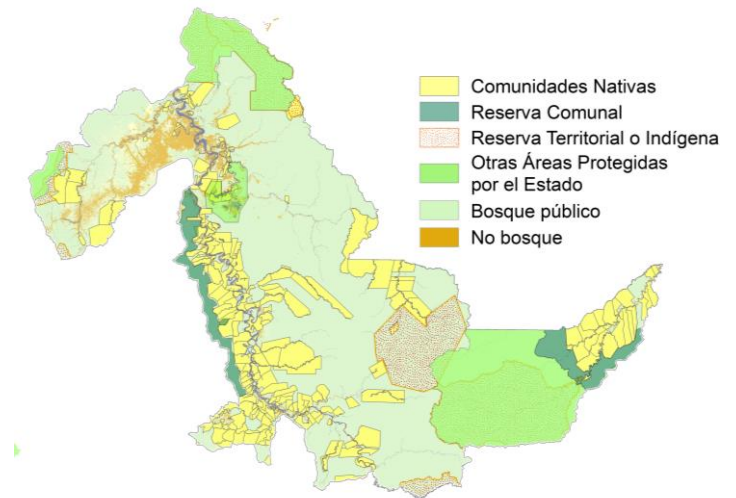 Comunidades Nativas
Reserva Comunal
Reserva Territorial o Indígena
Otras Áreas Protegidas
por el Estado
Bosque público
No bosque